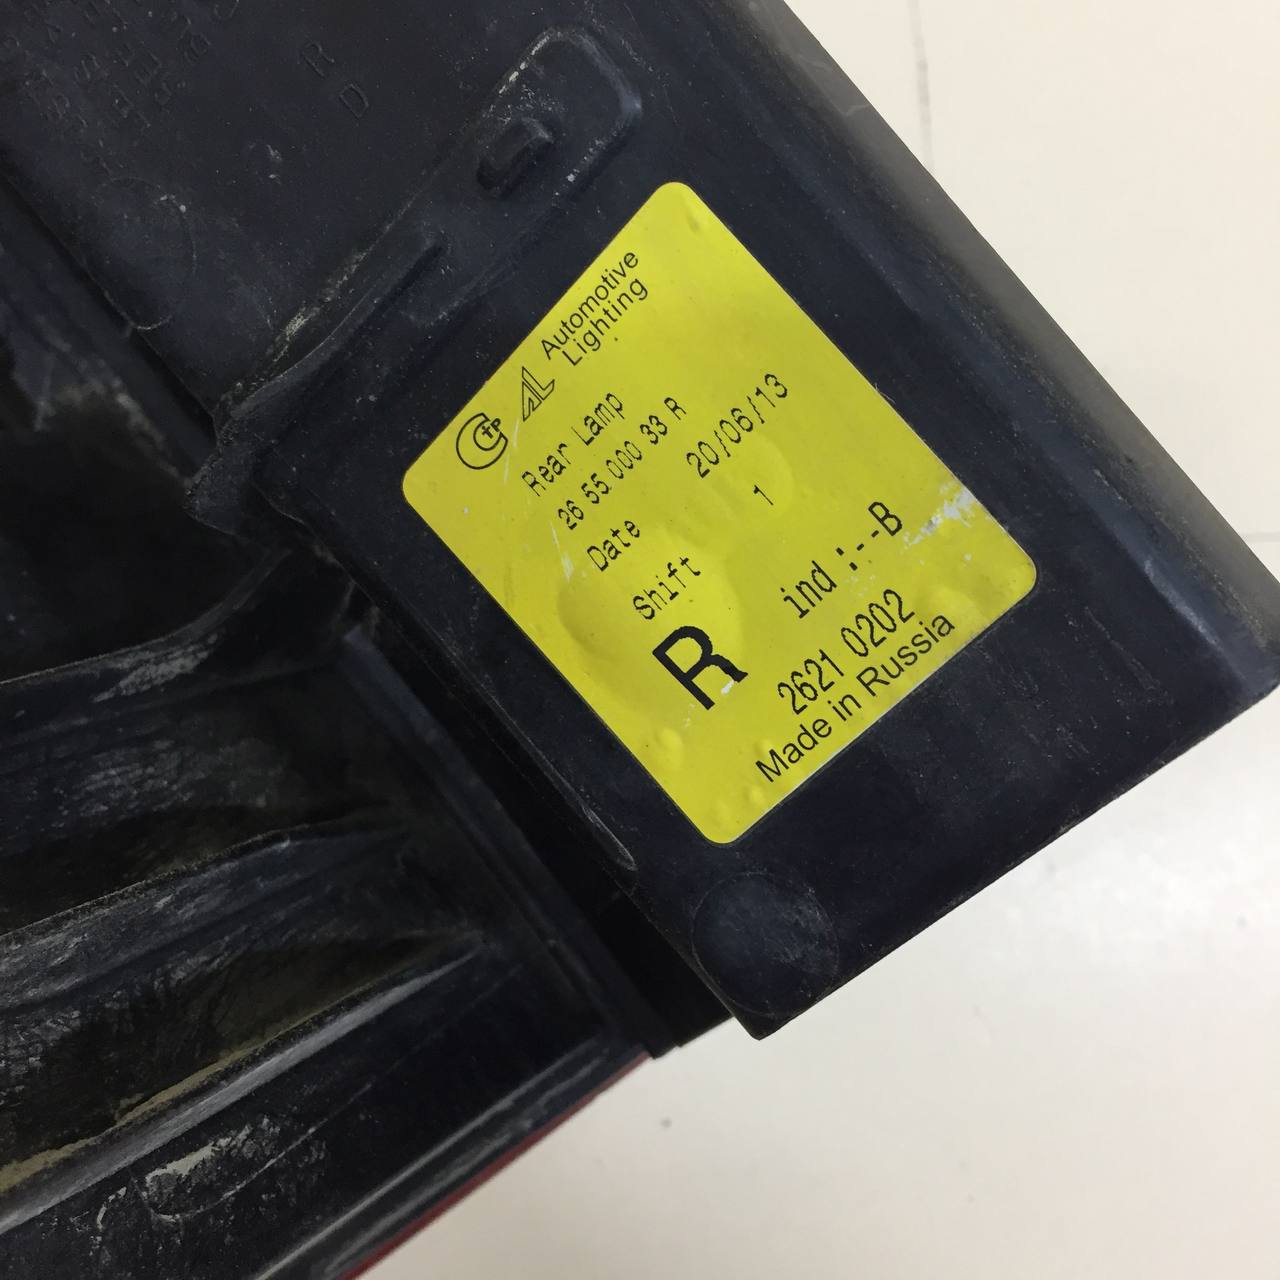 Automotive
Lighting
AL
Rear Lamp
26 55 000 33 R
Date 20/06/13
Shift 1
R
ind :--B
2621 0202
Made in Russia
R
D